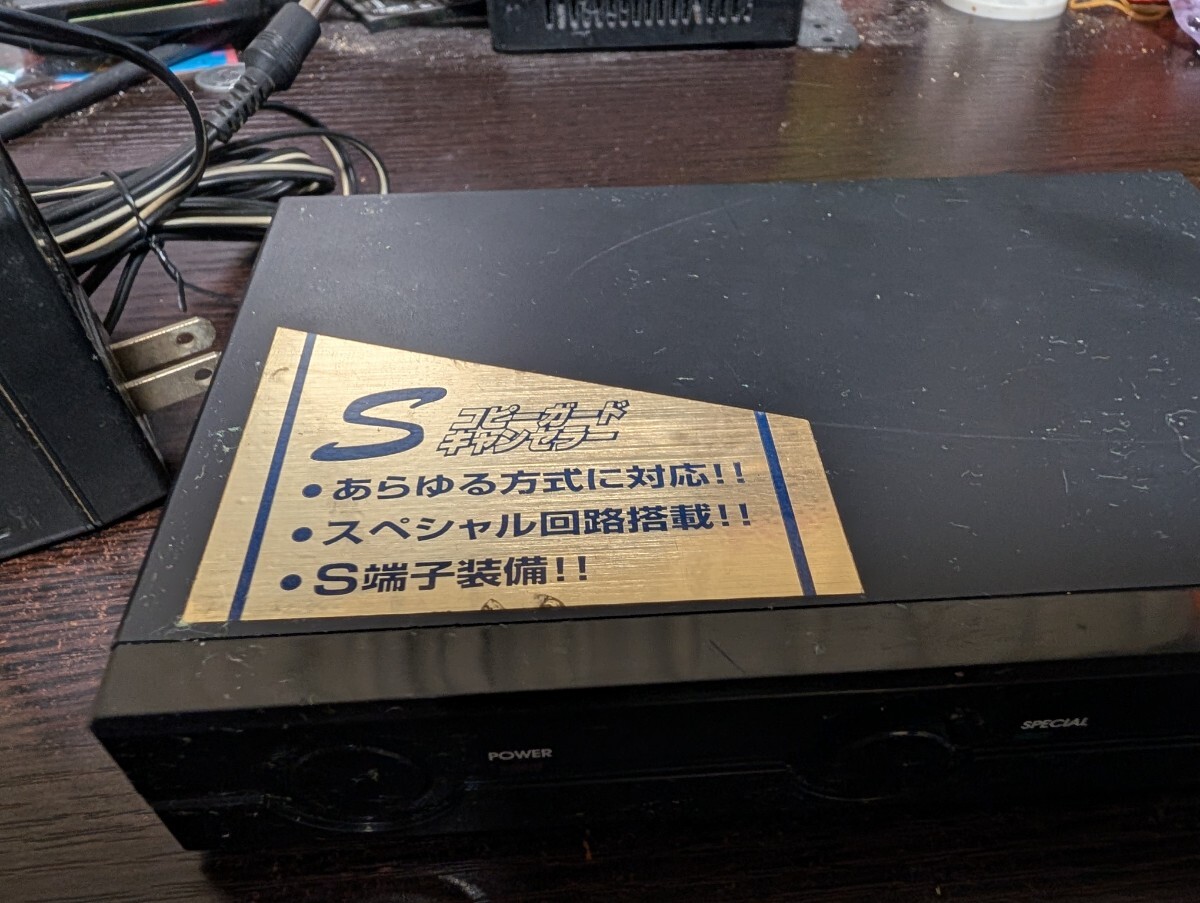 S コピーガード
キャンセラー
●あらゆる方式に対応!!
●スペシャル回路搭載!!
●S端子装備!!
POWER
SPECIAL